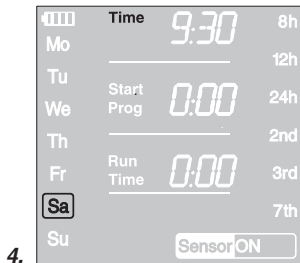 Time 9:30 8h
Mo
12h
Tu
Start Prog 0:00 24h
We
Th 2nd
Run Time 0:00 3rd
Fr
Sa 7th
Su Sensor ON
4.